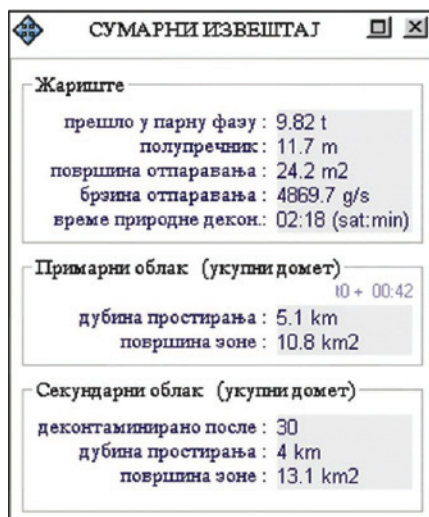 СУМАРНИ ИЗВЕШТАЈ
Жариште
прешло у парну фазу : 9.82 t
полупречник : 11.7 m
површина отпаравања : 24.2 m2
брзина отпаравања : 4869.7 g/s
време природне декон.: 02:18 (sat:min)
Примарни облак (укупни домет)
t0 + 00:42
дубина простирања : 5.1 km
површина зоне : 10.8 km2
Секундарни облак (укупни домет)
деконтаминирано после : 30
дубина простирања : 4 km
површина зоне : 13.1 km2